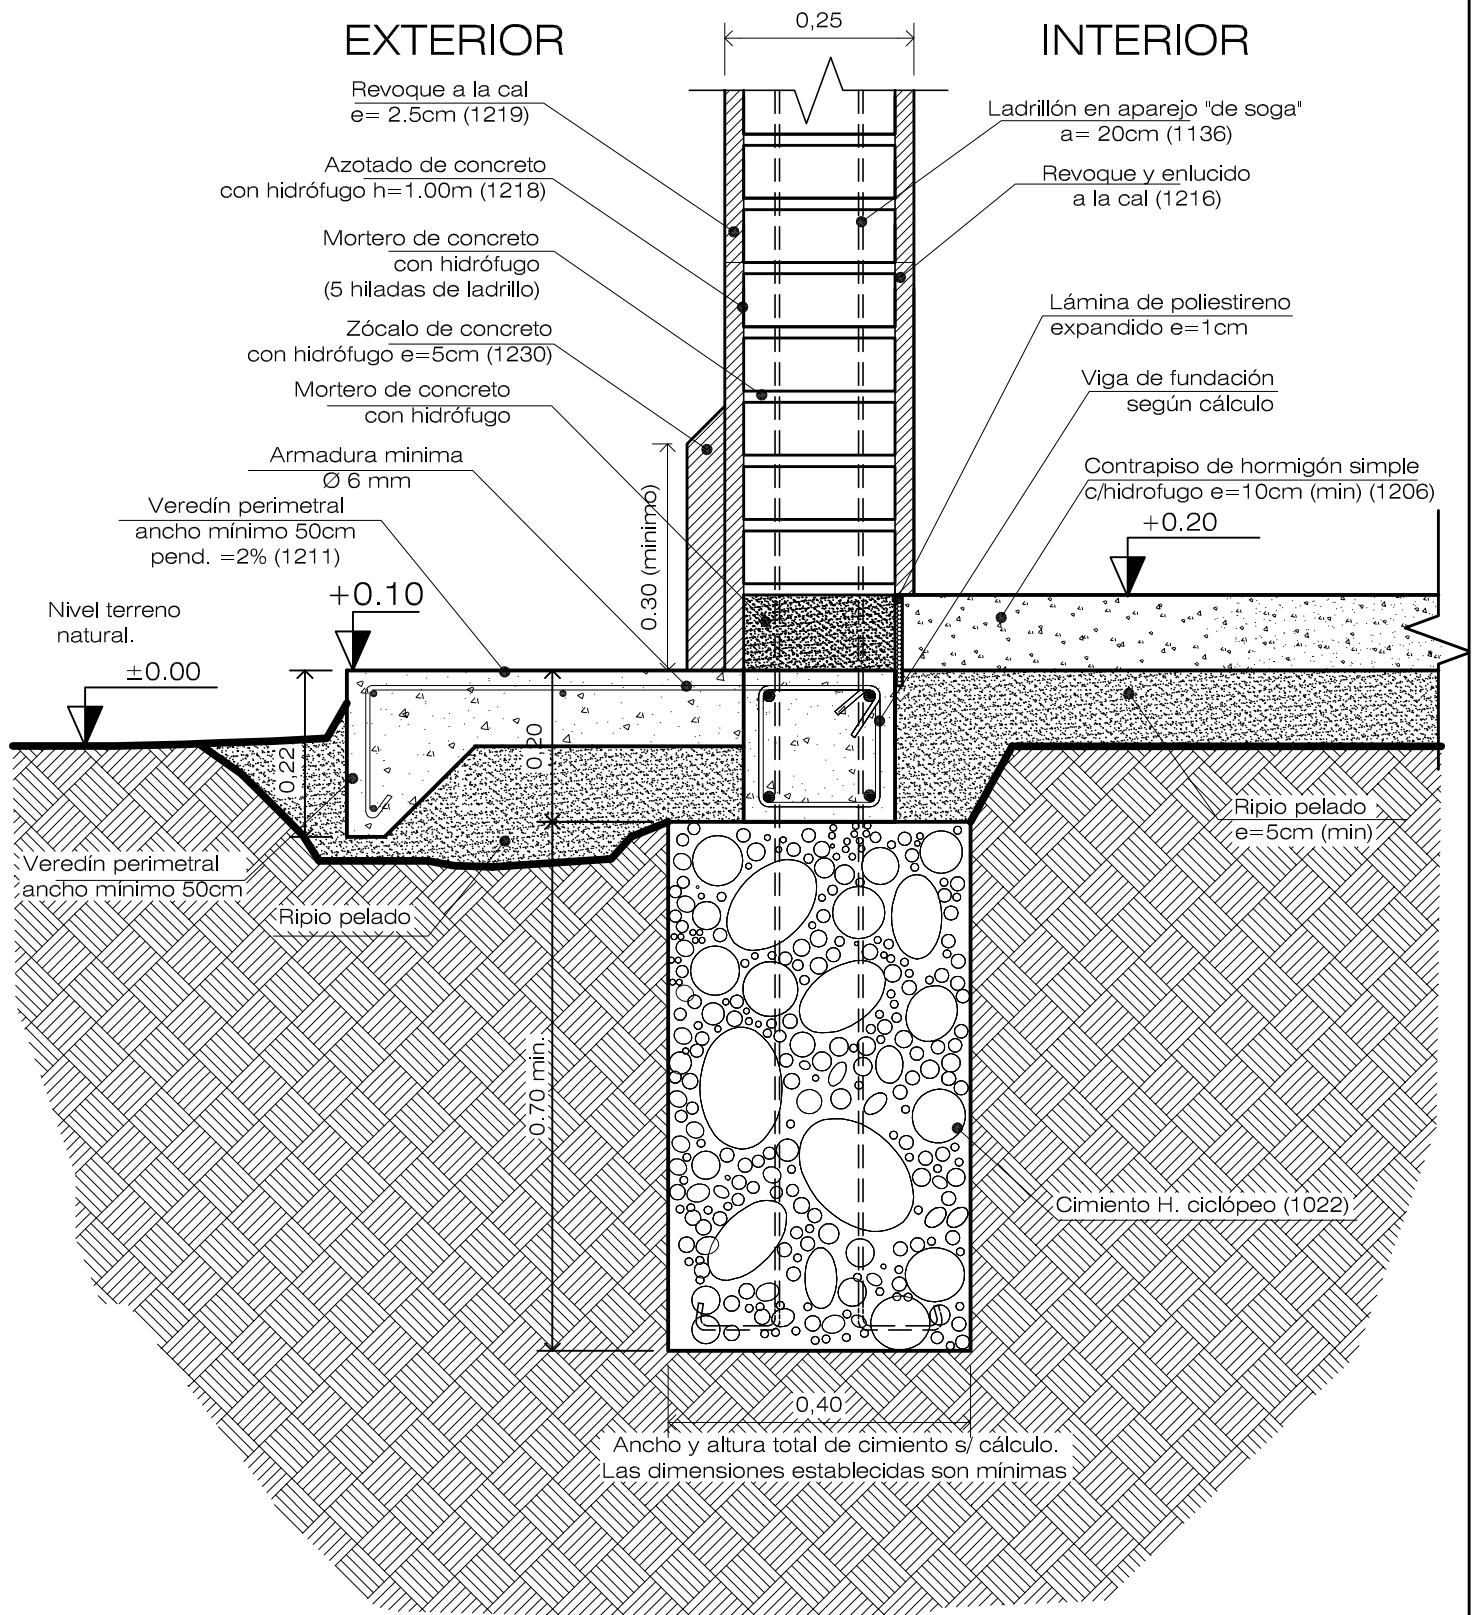 0,25
EXTERIOR
INTERIOR
Revoque a la cal
e= 2.5cm (1219)
Azotado de concreto
con hidrófugo h=1.00m (1218)
Mortero de concreto
con hidrófugo
(5 hiladas de ladrillo)
Zócalo de concreto
con hidrófugo e=5cm (1230)
Mortero de concreto
con hidrófugo
Armadura minima
Ø 6 mm
Veredín perimetral
ancho mínimo 50cm
pend. =2% (1211)
Nivel terreno
natural.
±0.00
+0.10
0.30 (minimo)
0,22
0,20
Veredín perimetral
ancho mínimo 50cm
Ripio pelado
0.70 min.
Ladrillón en aparejo "de soga"
a= 20cm (1136)
Revoque y enlucido
a la cal (1216)
Lámina de poliestireno
expandido e=1cm
Viga de fundación
según cálculo
Contrapiso de hormigón simple
c/hidrofugo e=10cm (min) (1206)
+0.20
Ripio pelado
e=5cm (min)
Cimiento H. ciclópeo (1022)
0,40
Ancho y altura total de cimiento s/ cálculo.
Las dimensiones establecidas son mínimas